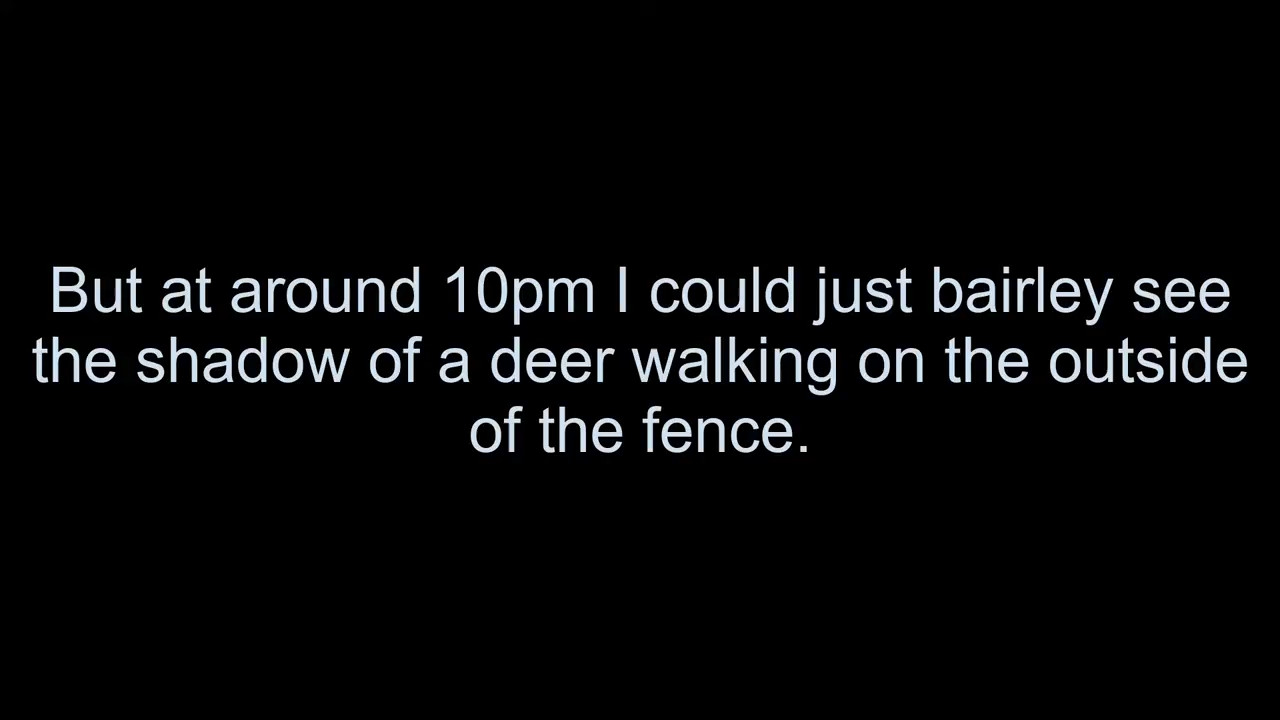 But at around 10pm I could just bairley see
the shadow of a deer walking on the outside
of the fence.